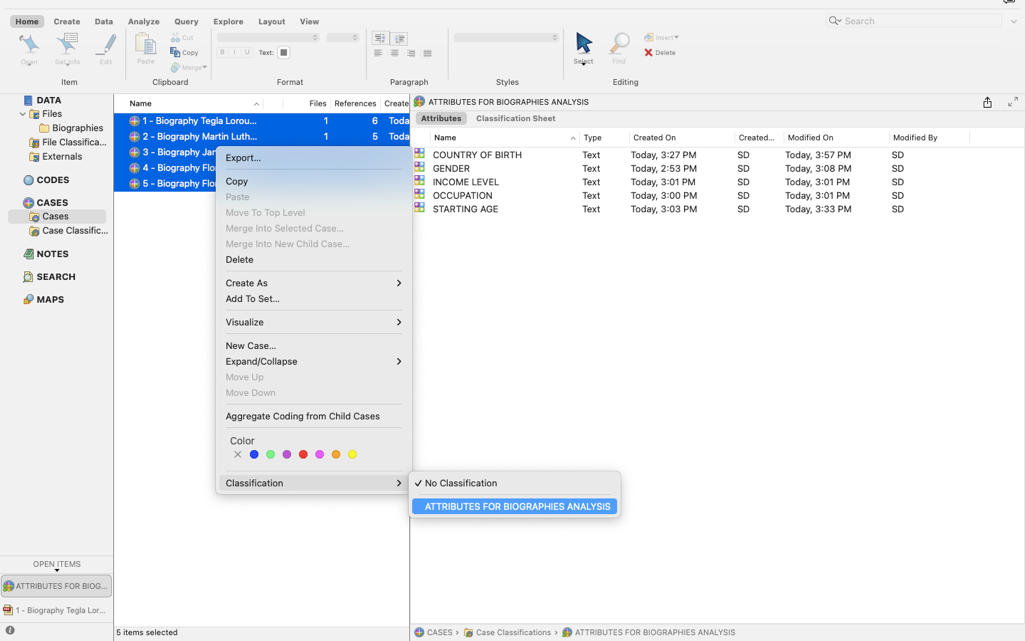 Home Create Data Analyze Query Explore Layout View
Search
Open Get Info Edit
Item
Paste Cut Copy Merge
Clipboard
B I U Text:
Format
Paragraph
Styles
Select Find Insert Delete
Editing
DATA
Files
Biographies
File Classifica...
Externals
CODES
CASES
Cases
Case Classific...
NOTES
SEARCH
MAPS
OPEN ITEMS
ATTRIBUTES FOR BIOG...
1 - Biography Tegla Lor...
Name Files References Create
1 - Biography Tegla Lorou... 1 6 Toda
2 - Biography Martin Luth... 1 5 Toda
3 - Biography Jar
4 - Biography Flo
5 - Biography Flo
5 items selected
Export...
Copy
Paste
Move To Top Level
Merge Into Selected Case...
Merge Into New Child Case...
Delete
Create As
Add To Set...
Visualize
New Case...
Expand/Collapse
Move Up
Move Down
Aggregate Coding from Child Cases
Color
Classification
✓ No Classification
ATTRIBUTES FOR BIOGRAPHIES ANALYSIS
ATTRIBUTES FOR BIOGRAPHIES ANALYSIS
Attributes Classification Sheet
Name Type Created On Created... Modified On Modified By
COUNTRY OF BIRTH Text Today, 3:27 PM SD Today, 3:57 PM SD
GENDER Text Today, 2:53 PM SD Today, 3:08 PM SD
INCOME LEVEL Text Today, 3:01 PM SD Today, 3:01 PM SD
OCCUPATION Text Today, 3:00 PM SD Today, 3:01 PM SD
STARTING AGE Text Today, 3:03 PM SD Today, 3:33 PM SD
CASES › Case Classifications › ATTRIBUTES FOR BIOGRAPHIES ANALYSIS